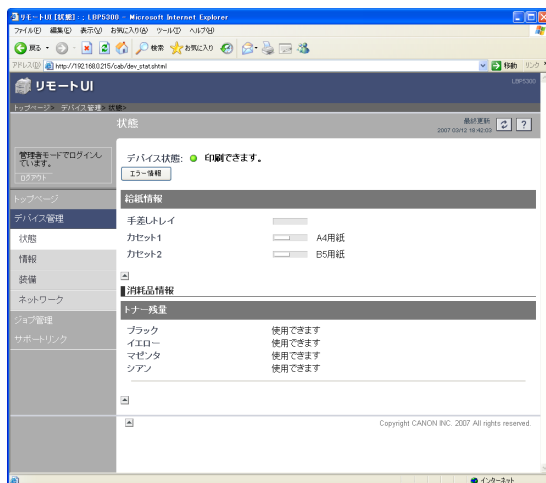 リモートUI [状態] : : LBP5300 - Microsoft Internet Explorer
ファイル(F) 編集(E) 表示(V) お気に入り(A) ツール(T) ヘルプ(H)
戻る 検索 お気に入り
アドレス(D) http://192.168.0.215/cab/dev_stat.shtml 移動 リンク
リモートUI LBP5300
トップページ> デバイス管理> 状態>
状態 最終更新
2007 03/12 18:42:03
管理者モードでログインし
ています。
ログアウト
デバイス状態: 印刷できます。
エラー情報
トップページ
デバイス管理
状態
情報
装備
ネットワーク
ジョブ管理
サポートリンク
給紙情報
手差しトレイ
カセット1 A4用紙
カセット2 B5用紙
消耗品情報
トナー残量
ブラック 使用できます
イエロー 使用できます
マゼンタ 使用できます
シアン 使用できます
Copyright CANON INC. 2007 All rights reserved.
インターネット